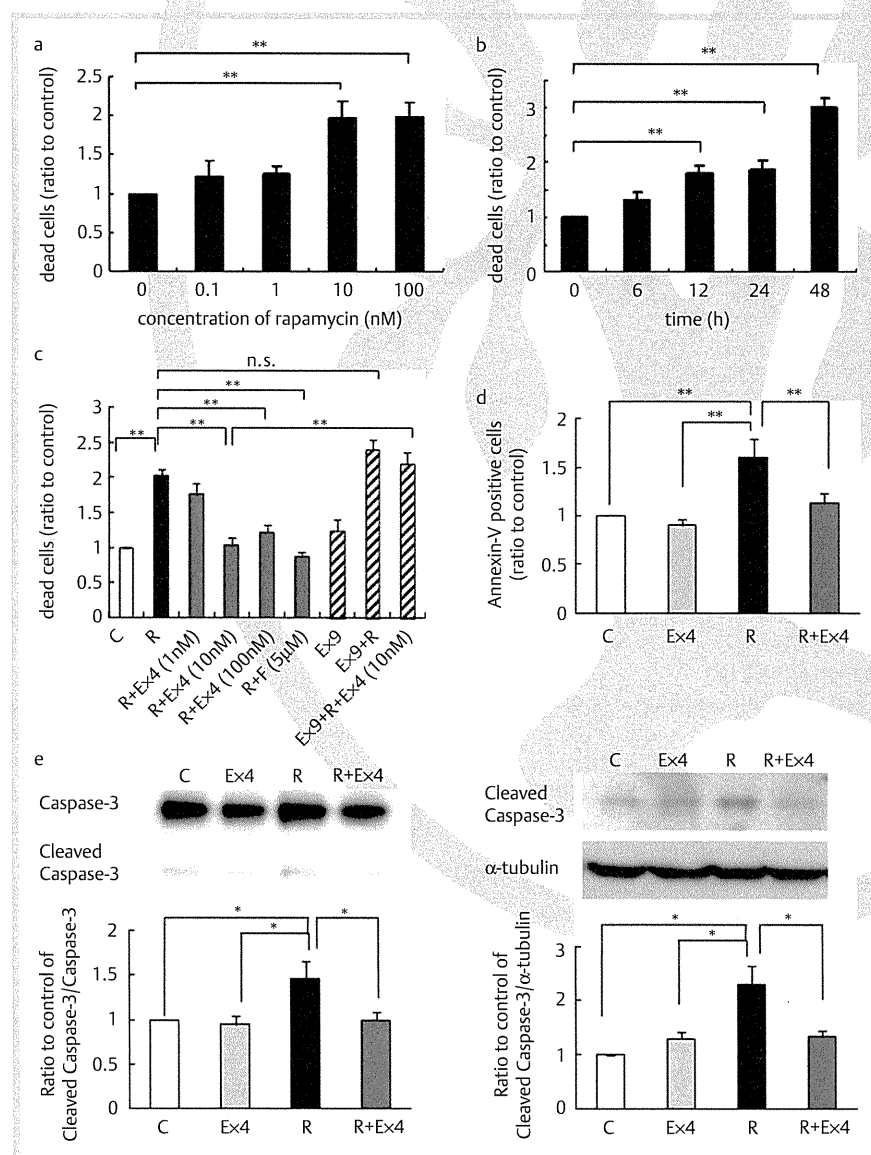 a
**
**
2.5
2
1.5
1
0.5
0
dead cells (ratio to control)
0 0.1 1 10 100
concentration of rapamycin (nM)
b
**
**
**
3
2
1
0
dead cells (ratio to control)
0 6 12 24 48
time (h)
c
n.s.
**
**
** ** **
3
2.5
2
1.5
1
0.5
0
dead cells (ratio to control)
C
R
R+Ex4 (1nM)
R+Ex4 (10nM)
R+Ex4 (100nM)
R+F (5µM)
Ex9
Ex9+R
Ex9+R+Ex4 (10nM)
d
** **
**
2
1.5
1
0.5
0
Annexin-V positive cells
(ratio to control)
C Ex4 R R+Ex4
e
C Ex4 R R+Ex4
Caspase-3
Cleaved
Caspase-3
* *
*
2
1.5
1
0.5
0
Ratio to control of
Cleaved Caspase-3/Caspase-3
C Ex4 R R+Ex4
C Ex4 R R+Ex4
Cleaved
Caspase-3
α-tubulin
* *
*
3
2
1
0
Ratio to control of
Cleaved Caspase-3/α-tubulin
C Ex4 R R+Ex4